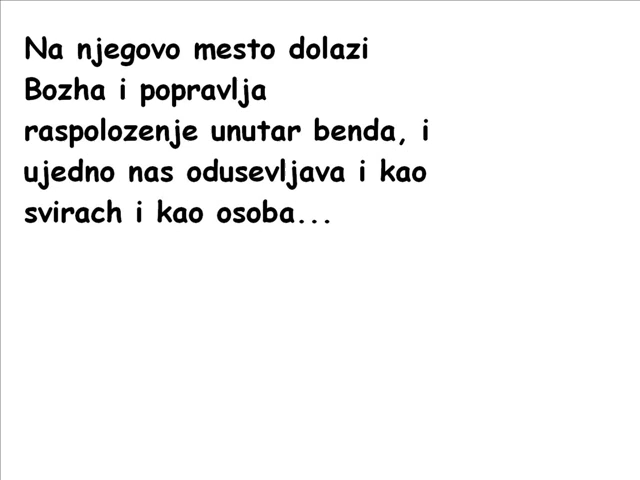 Na njegovo mesto dolazi
Bozha i popravlja
raspolozenje unutar benda, i
ujedno nas odusevljava i kao
svirach i kao osoba...